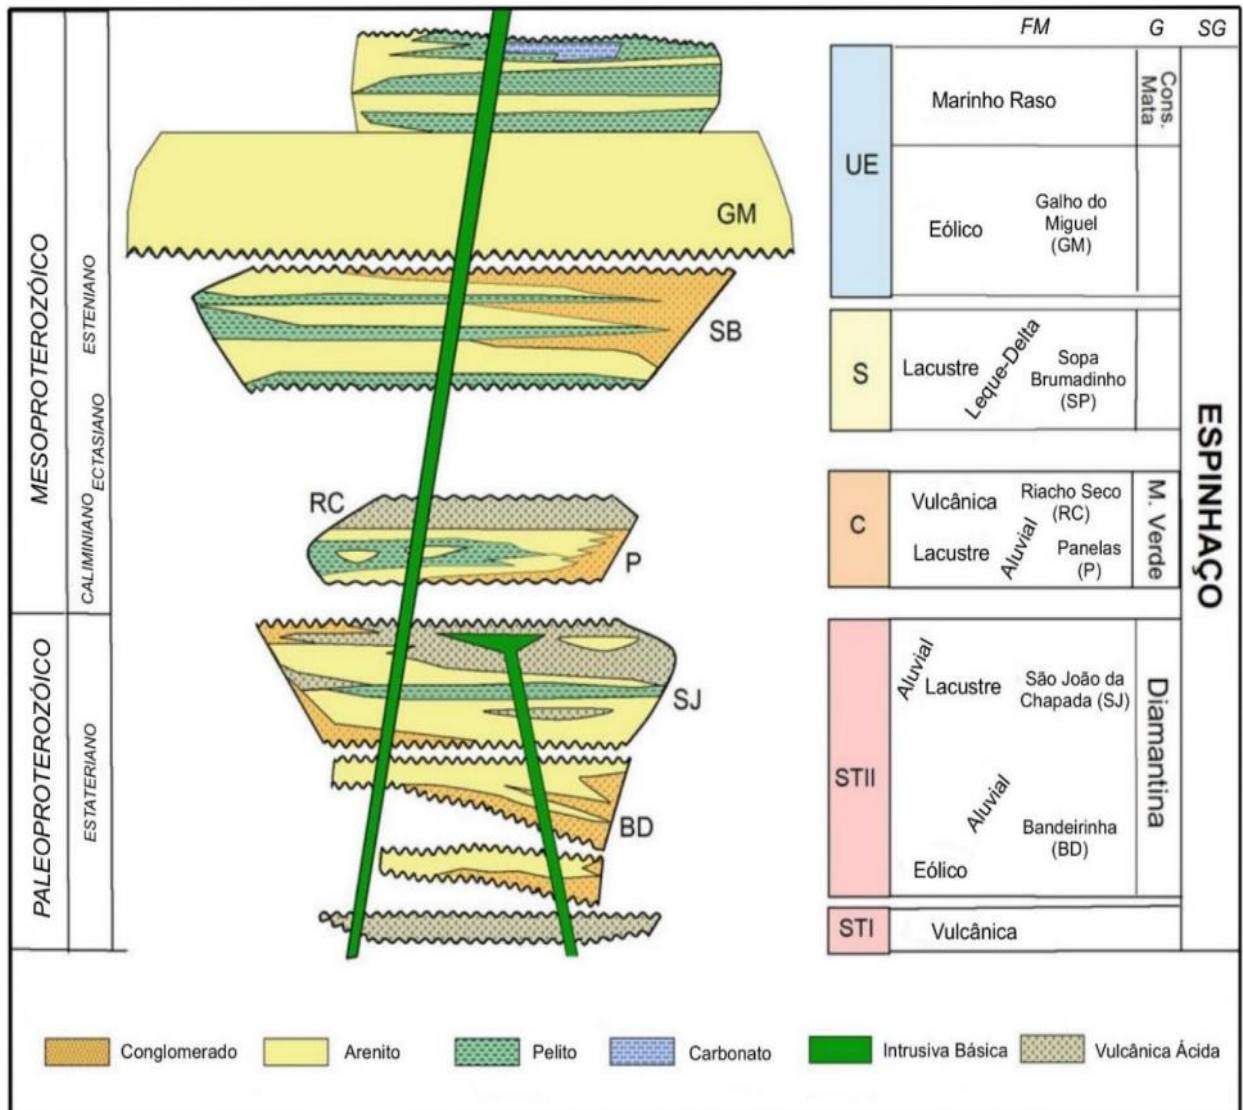 FM G SG
MESOPROTEROZÓICO
ESTENIANO
ECTASIANO
CALIMINIANO
PALEOPROTEROZÓICO
ESTATERIANO
GM
SB
RC
P
SJ
BD
UE
Marinho Raso
Cons.
Mata
Eólico
Galho do
Miguel
(GM)
S
Lacustre
Leque-Delta
Sopa
Brumadinho
(SP)
C
Vulcânica
Riacho Seco
(RC)
Lacustre
Aluvial
Panelas
(P)
M. Verde
STII
Aluvial
Lacustre
São João da
Chapada (SJ)
Aluvial
Bandeirinha
(BD)
Eólico
Diamantina
STI
Vulcânica
ESPINHAÇO
Conglomerado
Arenito
Pelito
Carbonato
Intrusiva Básica
Vulcânica Ácida